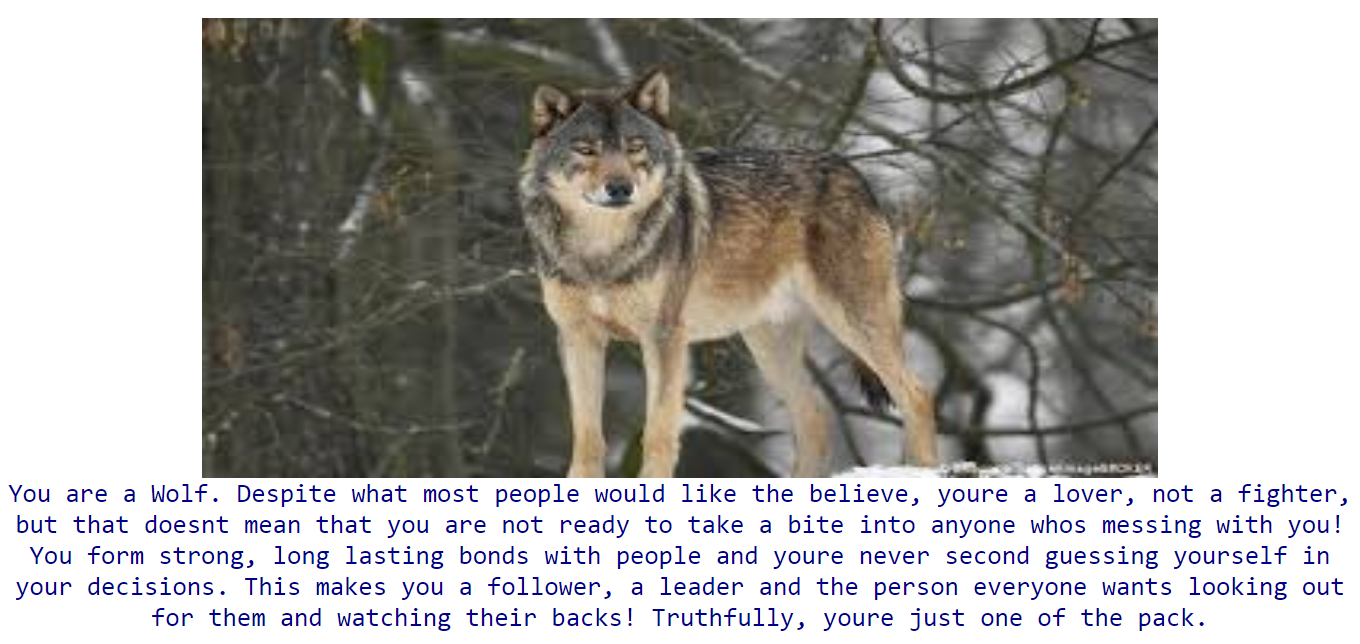 You are a Wolf. Despite what most people would like the believe, youre a lover, not a fighter,
but that doesnt mean that you are not ready to take a bite into anyone whos messing with you!
You form strong, long lasting bonds with people and youre never second guessing yourself in
your decisions. This makes you a follower, a leader and the person everyone wants looking out
for them and watching their backs! Truthfully, youre just one of the pack.